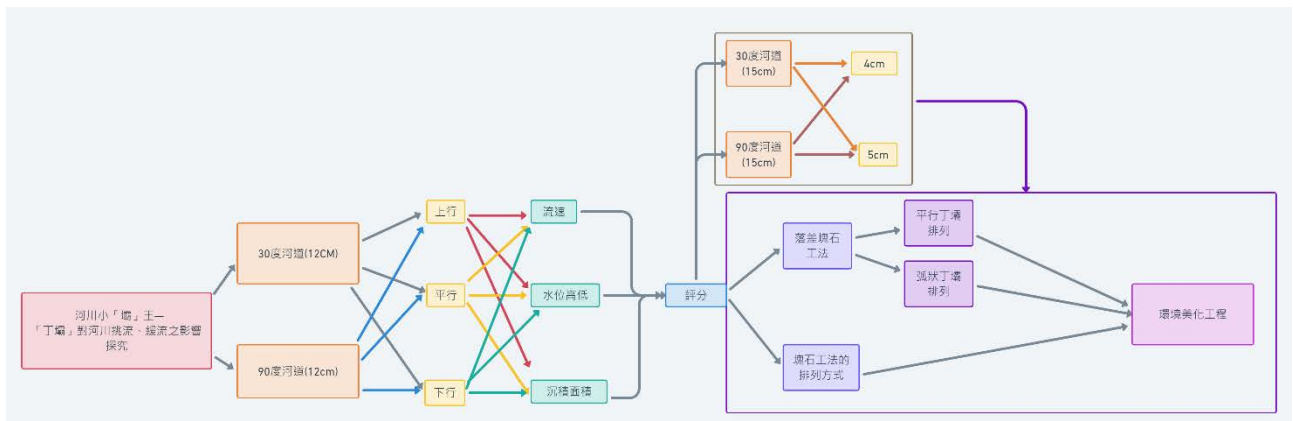 河川小「壩」王—
「丁壩」對河川挑流、緩流之影響
探究
30度河道(12CM)
90度河道(12cm)
上行
平行
下行
流速
水位高低
沉積面積
評分
30度河道
(15cm)
90度河道
(15cm)
4cm
5cm
落差塊石
工法
塊石工法的
排列方式
平行丁壩
排列
弧狀丁壩
排列
環境美化工程